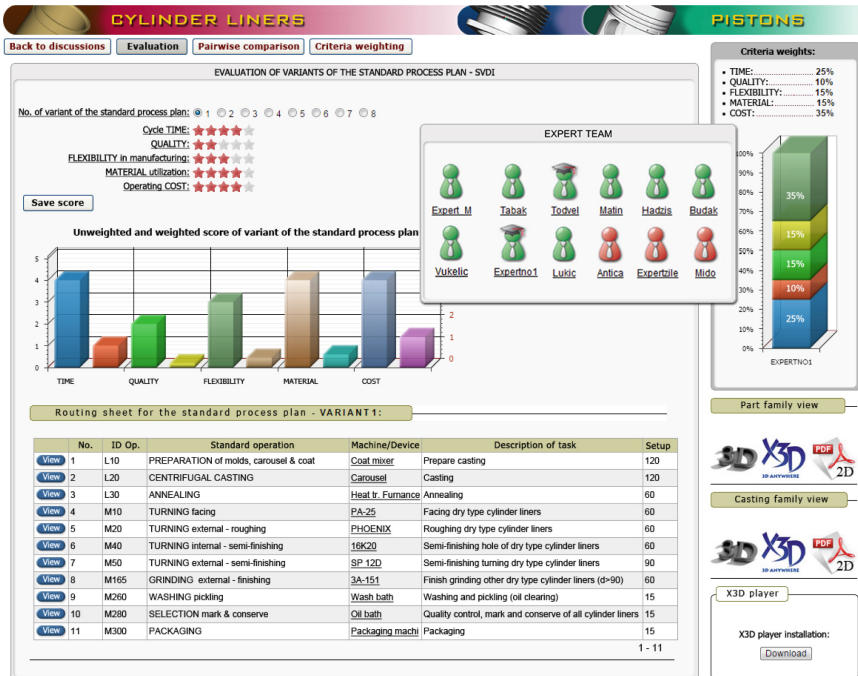 CYLINDER LINERS
PISTONS
Back to discussions
Evaluation
Pairwise comparison
Criteria weighting
EVALUATION OF VARIANTS OF THE STANDARD PROCESS PLAN - SVDI
No. of variant of the standard process plan: 1 2 3 4 5 6 7 8
Cycle TIME:
QUALITY:
FLEXIBILITY in manufacturing:
MATERIAL utilization:
Operating COST:
Save score
Unweighted and weighted score of variant of the standard process plan
5
4
3
2
1
0
2
1
0
TIME QUALITY FLEXIBILITY MATERIAL COST
EXPERT TEAM
Expert M Tabak Todvel Matin Hadzis Budak
Vukelic Expertno1 Lukic Antica Expertzile Mido
Criteria weights:
• TIME:.................... 25%
• QUALITY:................ 10%
• FLEXIBILITY:............ 15%
• MATERIAL:............... 15%
• COST:.................... 35%
100%
90%
80%
70%
60%
50%
40%
30%
20%
10%
0%
35%
15%
15%
10%
25%
EXPERTNO1
Routing sheet for the standard process plan - VARIANT1:
No. ID Op. Standard operation Machine/Device Description of task Setup
View 1 L10 PREPARATION of molds, carousel & coat Coat mixer Prepare casting 120
View 2 L20 CENTRIFUGAL CASTING Carousel Casting 120
View 3 L30 ANNEALING Heat tr. Furnance Annealing 60
View 4 M10 TURNING facing PA-25 Facing dry type cylinder liners 60
View 5 M20 TURNING external - roughing PHOENIX Roughing dry type cylinder liners 60
View 6 M40 TURNING internal - semi-finishing 16K20 Semi-finishing hole of dry type cylinder liners 60
View 7 M50 TURNING external - semi-finishing SP 12D Semi-finishing turning dry type cylinder liners 90
View 8 M165 GRINDING external - finishing 3A-151 Finish grinding other dry type cylinder liners (d>90) 60
View 9 M260 WASHING pickling Wash bath Washing and pickling (oil clearing) 15
View 10 M280 SELECTION mark & conserve Oil bath Quality control, mark and conserve of all cylinder liners 15
View 11 M300 PACKAGING Packaging machi Packaging 15
1 - 11
Part family view
3D X3D 3D ANYWHERE PDF 2D
Casting family view
3D X3D 3D ANYWHERE PDF 2D
X3D player
X3D player installation:
Download